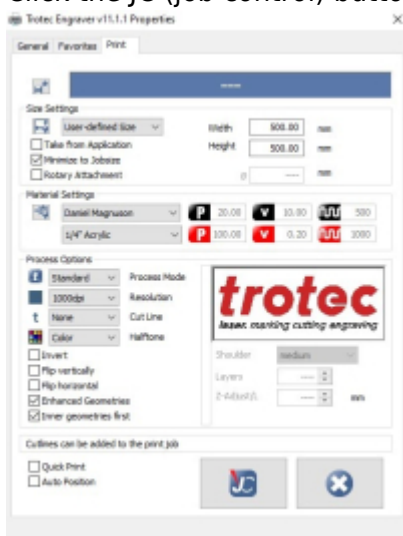 Click the JC (job control) butto
Trotec Engraver v11.1.1 Properties
General Favorites Print
----
Size Settings
User-defined Size Width 500.00 mm
Take from Application Height 500.00 mm
Minimize to Jobsize
Rotary Attachment ø ---- mm
Material Settings
Daniel Magnuson P 20.00 V 10.00 500
1/4" Acrylic P 100.00 V 0.20 1000
Process Options
t Standard Process Mode
1000dpi Resolution
t None Cut Line
Color Halftone
Invert
Flip vertically
Flip horizontal
Enhanced Geometries
Inner geometries first
trotec
laser. marking cutting engraving
Shoulder medium
Layers ----
Z-Adjust/L ---- mm
Cutlines can be added to the print job
Quick Print
Auto Position
JC